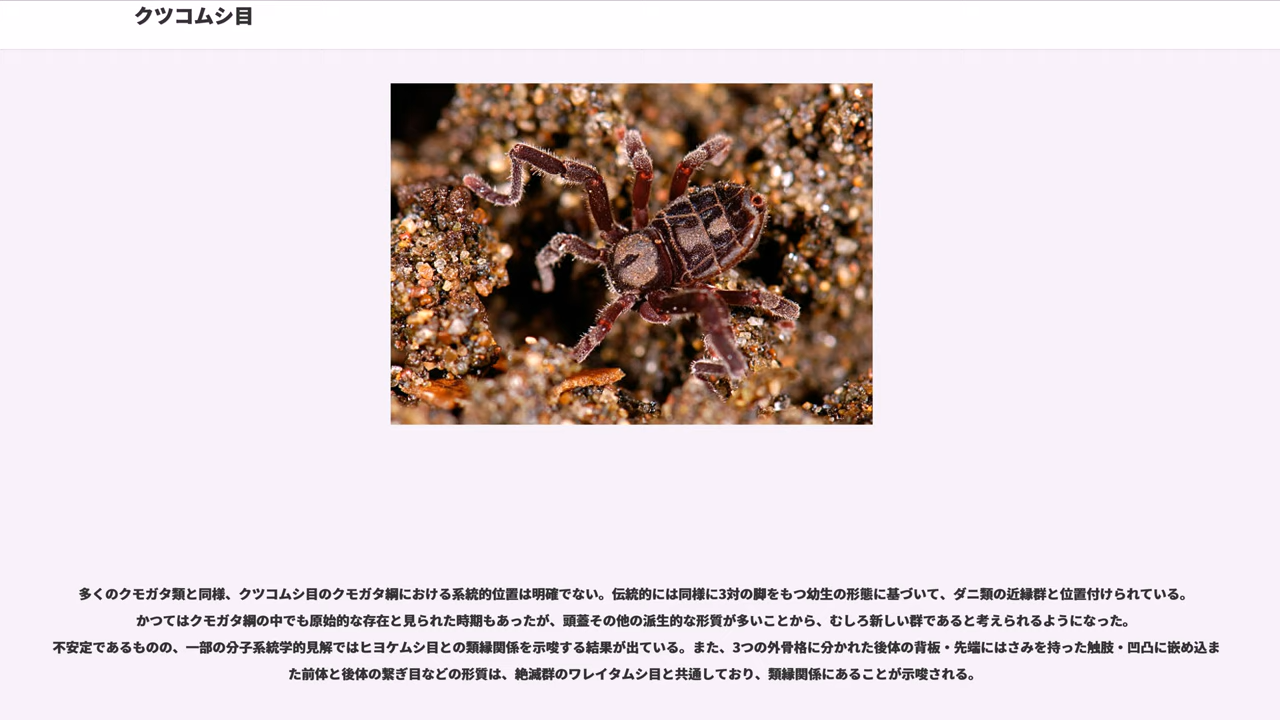 クツコムシ目
多くのクモガタ類と同様、クツコムシ目のクモガタ綱における系統的位置は明確でない。伝統的には同様に3対の脚をもつ幼生の形態に基づいて、ダニ類の近縁群と位置付けられている。
かつてはクモガタ綱の中でも原始的な存在と見られた時期もあったが、頭蓋その他の派生的な形質が多いことから、むしろ新しい群であると考えられるようになった。
不安定であるものの、一部の分子系統学的見解ではヒヨケムシ目との類縁関係を示唆する結果が出ている。また、3つの外骨格に分かれた後体の背板・先端にはさみを持った触肢・凹凸に嵌め込ま
た前体と後体の繋ぎ目などの形質は、絶滅群のワレイタムシ目と共通しており、類縁関係にあることが示唆される。